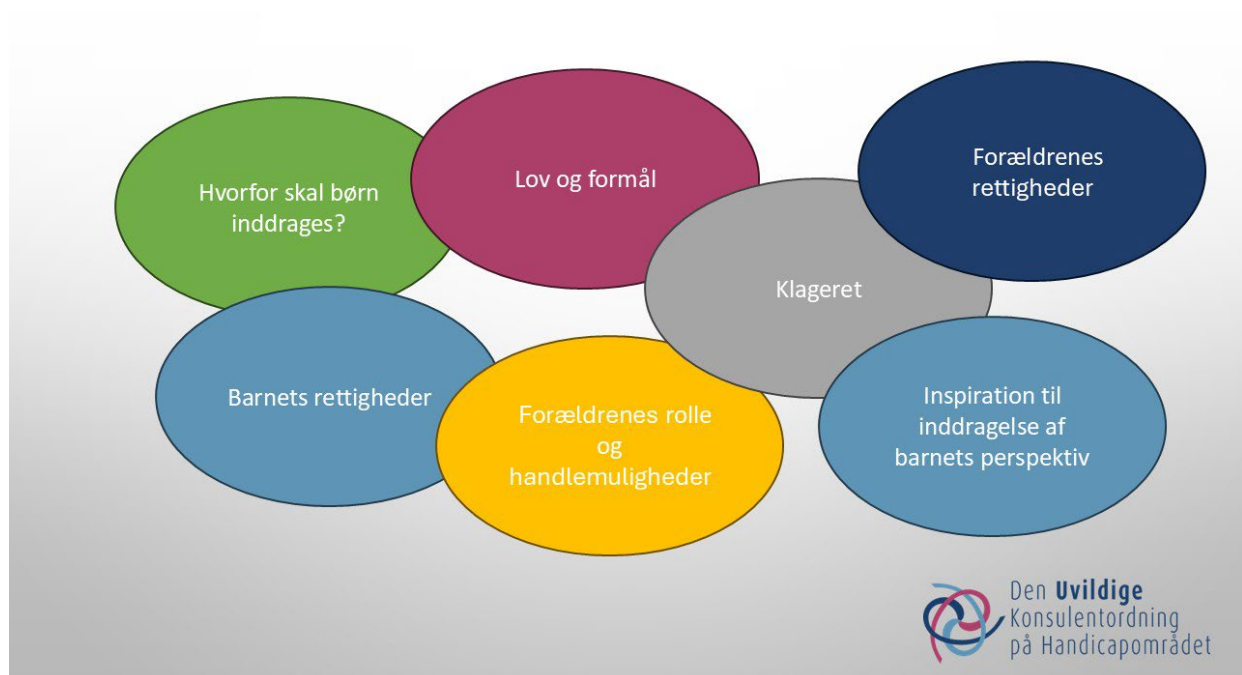 Hvorfor skal børn
inddrages?
Lov og formål
Forældrenes
rettigheder
Klageret
Barnets rettigheder
Forældrenes rolle
og
handlemuligheder
Inspiration til
inddragelse af
barnets perspektiv
Den Uvildige
Konsulentordning
på Handicapområdet